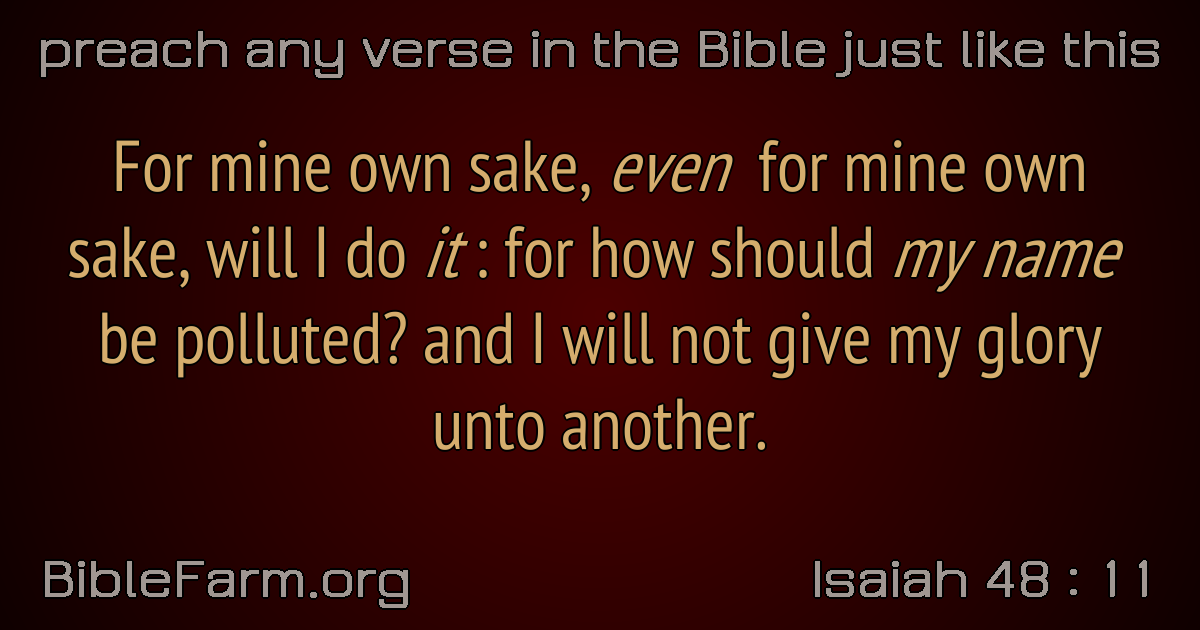 preach any verse in the Bible just like this
For mine own sake, even for mine own
sake, will I do it : for how should my name
be polluted? and I will not give my glory
unto another.
BibleFarm.org
Isaiah 48 : 11